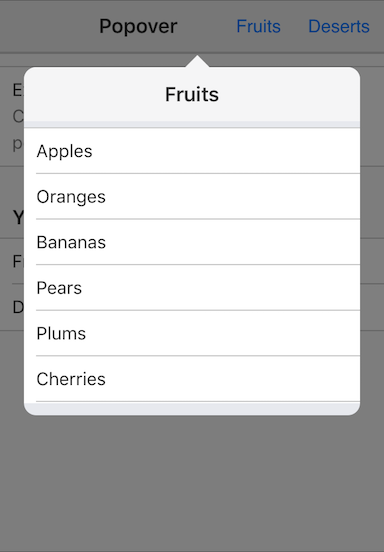 Popover Fruits Deserts
Fruits
Apples
Oranges
Bananas
Pears
Plums
Cherries